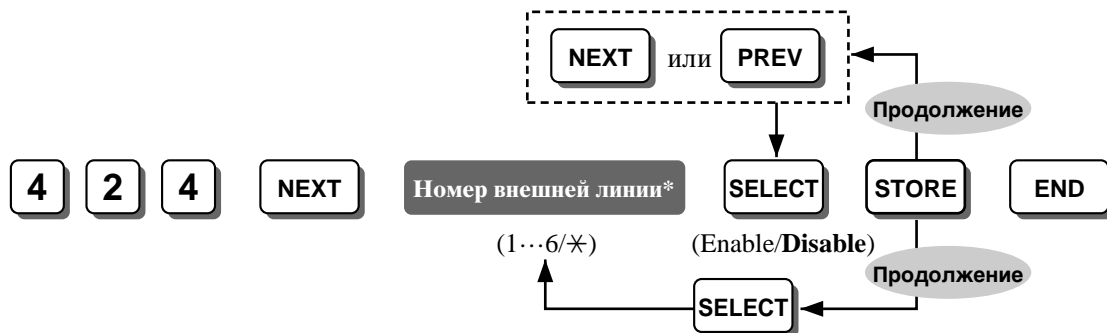 NEXT или PREV
Продолжение
4 2 4 NEXT Номер внешней линии* SELECT STORE END
(1···6/✳) (Enable/Disable)
Продолжение
SELECT